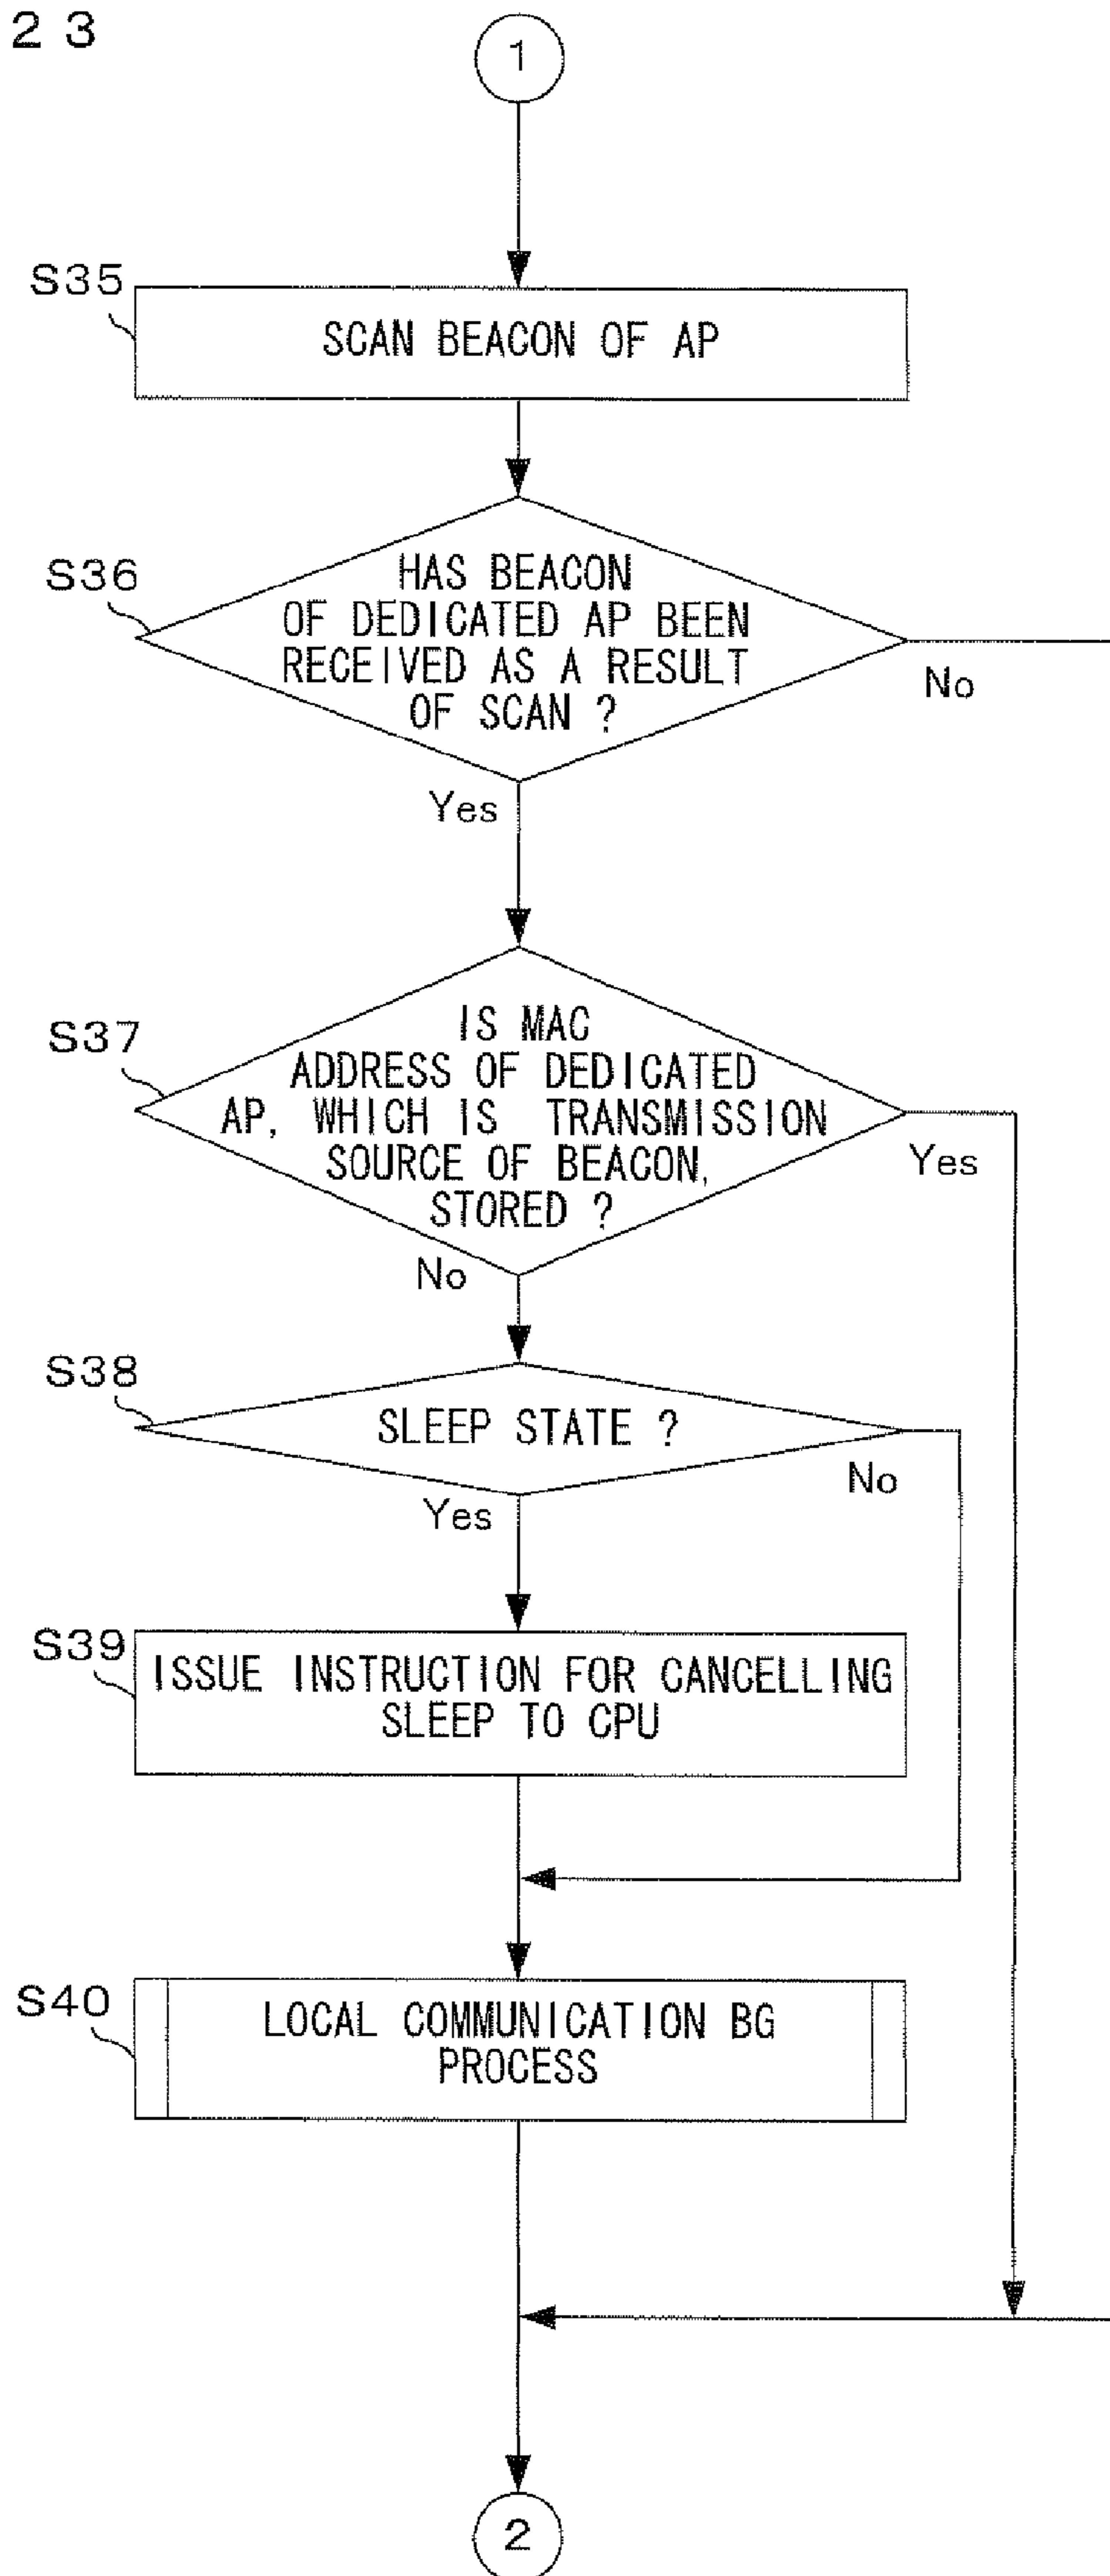 2 3
1
S35
SCAN BEACON OF AP
S36
HAS BEACON
OF DEDICATED AP BEEN
RECEIVED AS A RESULT
OF SCAN ?
No
Yes
S37
IS MAC
ADDRESS OF DEDICATED
AP, WHICH IS TRANSMISSION
SOURCE OF BEACON,
STORED ?
Yes
No
S38
SLEEP STATE ?
No
Yes
S39
ISSUE INSTRUCTION FOR CANCELLING
SLEEP TO CPU
S40
LOCAL COMMUNICATION BG
PROCESS
2